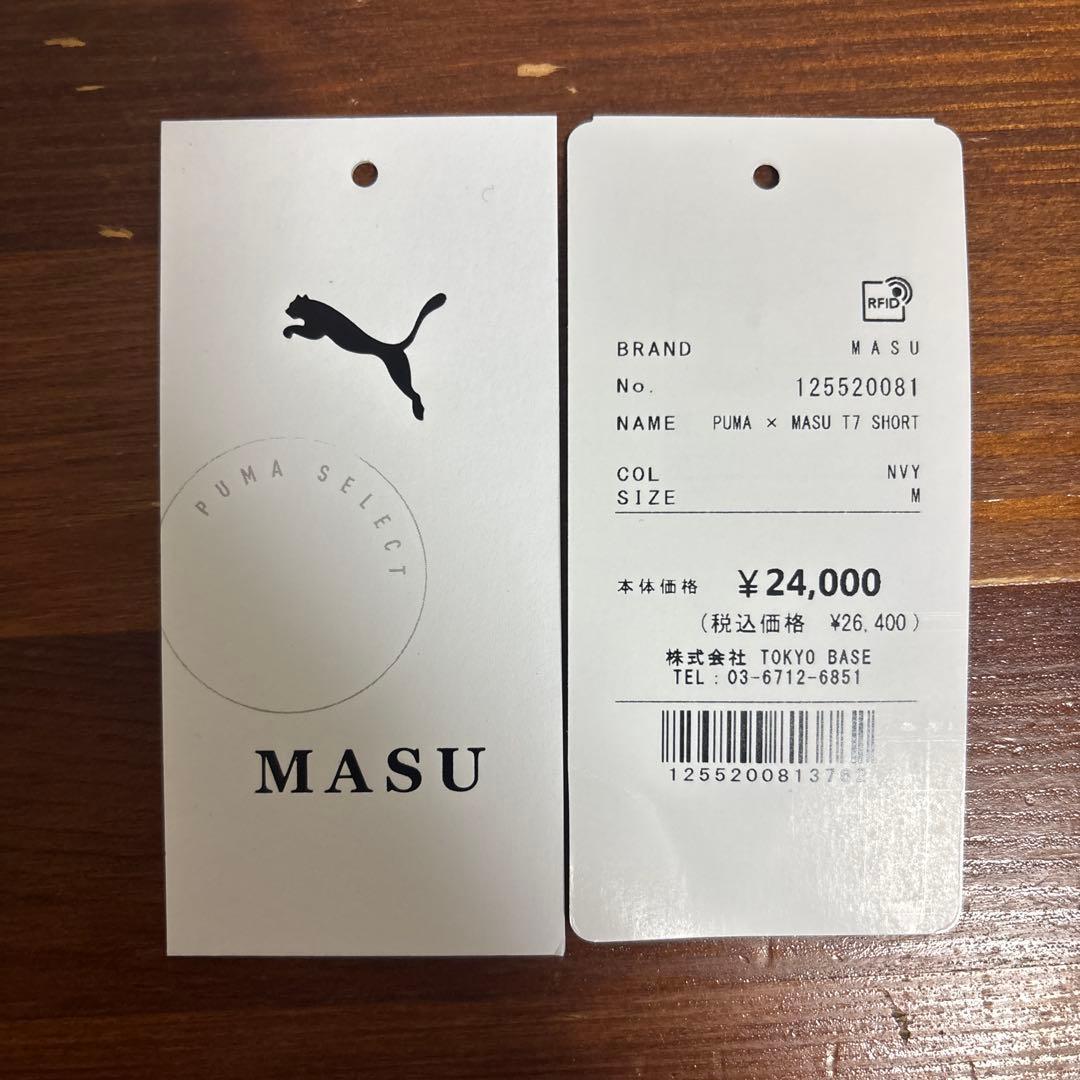 PUMA SELECT
MASU
RFID
BRAND MASU
No. 125520081
NAME PUMA × MASU T7 SHORT
COL NVY
SIZE M
本体価格 ¥24,000
(税込価格 ¥26,400)
株式会社 TOKYO BASE
TEL:03-6712-6851
1255200813762